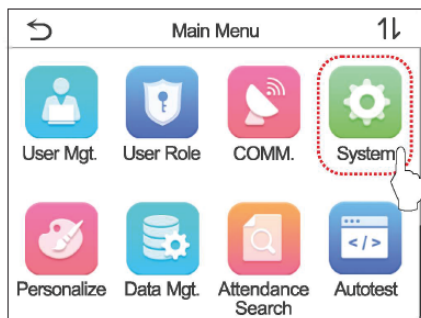 Main Menu
User Mgt.
User Role
COMM.
System
Personalize
Data Mgt.
Attendance
Search
Autotest